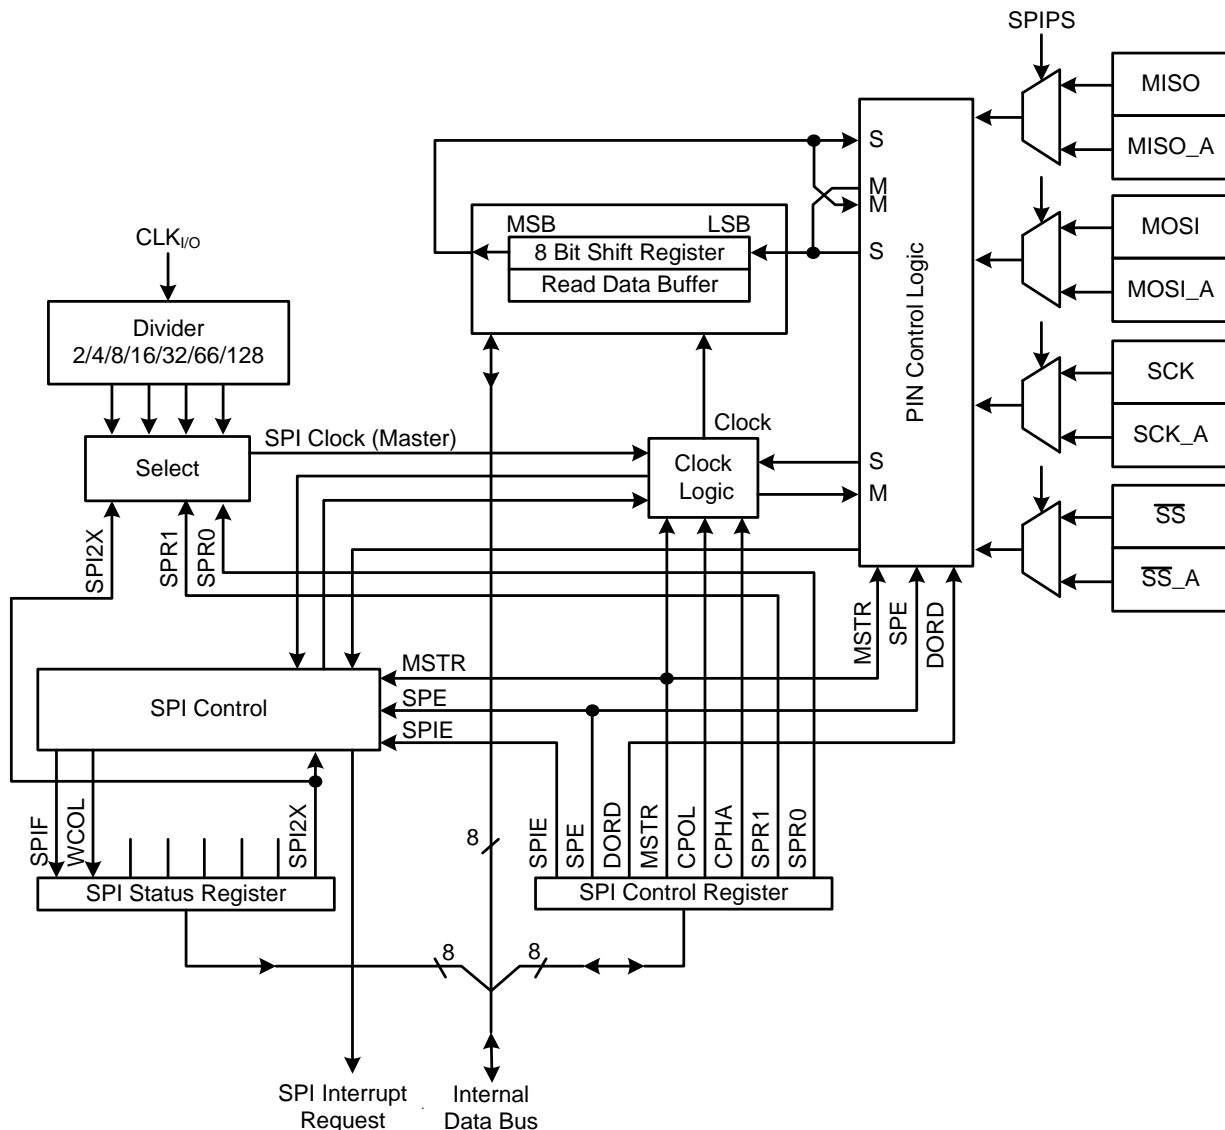 SPIPS
MISO
MISO_A
MOSI
MOSI_A
SCK
SCK_A
SS
SS_A
PIN Control Logic
S
M
M
S
S
M
MSB LSB
8 Bit Shift Register
Read Data Buffer
CLKI/O
Divider
2/4/8/16/32/66/128
Select
SPI Clock (Master)
Clock
Clock
Logic
SPI2X
SPR1
SPR0
MSTR
SPE
DORD
SPI Control
MSTR
SPE
SPIE
SPIF
WCOL
SPI2X
SPI Status Register
8
SPIE
SPE
DORD
MSTR
CPOL
CPHA
SPR1
SPR0
SPI Control Register
8
8
SPI Interrupt
Request
Internal
Data Bus